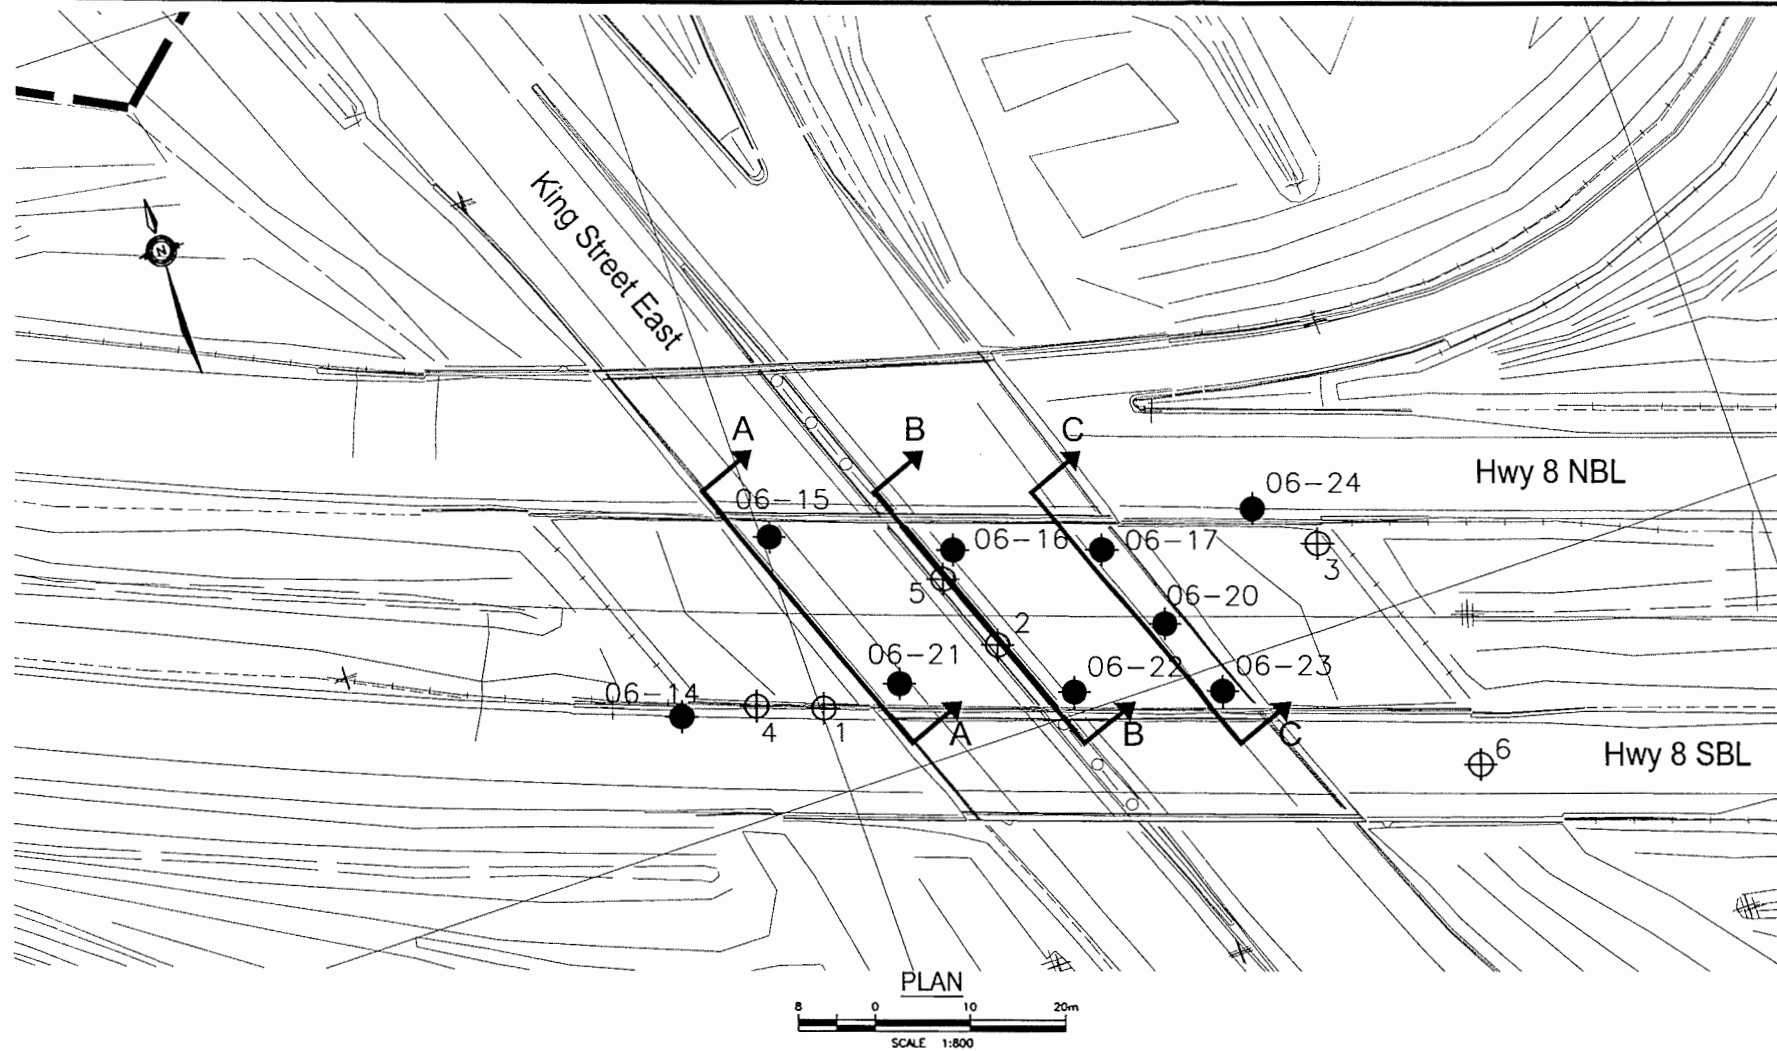 King Street East
N
A
B
C
06-15
06-24
Hwy 8 NBL
06-16
06-17
3
5
06-20
2
06-21
06-22
06-23
06-14
4
1
A
B
C
6
Hwy 8 SBL
PLAN
8 0 10 20m
SCALE 1:800